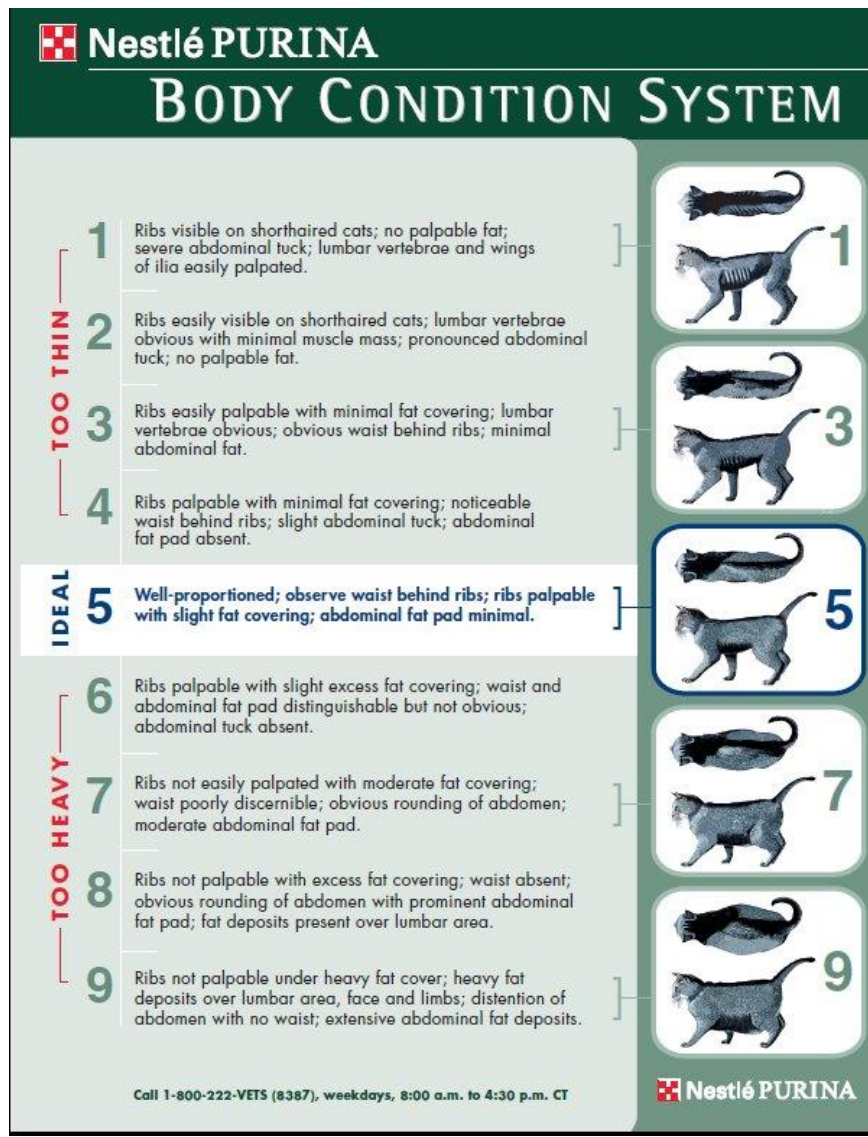 Nestlé PURINA
BODY CONDITION SYSTEM
TOO THIN
1
Ribs visible on shorthaired cats; no palpable fat;
severe abdominal tuck; lumbar vertebrae and wings
of ilia easily palpated.
2
Ribs easily visible on shorthaired cats; lumbar vertebrae
obvious with minimal muscle mass; pronounced abdominal
tuck; no palpable fat.
3
Ribs easily palpable with minimal fat covering; lumbar
vertebrae obvious; obvious waist behind ribs; minimal
abdominal fat.
4
Ribs palpable with minimal fat covering; noticeable
waist behind ribs; slight abdominal tuck; abdominal
fat pad absent.
IDEAL
5
Well-proportioned; observe waist behind ribs; ribs palpable
with slight fat covering; abdominal fat pad minimal.
TOO HEAVY
6
Ribs palpable with slight excess fat covering; waist and
abdominal fat pad distinguishable but not obvious;
abdominal tuck absent.
7
Ribs not easily palpated with moderate fat covering;
waist poorly discernible; obvious rounding of abdomen;
moderate abdominal fat pad.
8
Ribs not palpable with excess fat covering; waist absent;
obvious rounding of abdomen with prominent abdominal
fat pad; fat deposits present over lumbar area.
9
Ribs not palpable under heavy fat cover; heavy fat
deposits over lumbar area, face and limbs; distention of
abdomen with no waist; extensive abdominal fat deposits.
Call 1-800-222-VETS (8387), weekdays, 8:00 a.m. to 4:30 p.m. CT
1
3
5
7
9
Nestlé PURINA